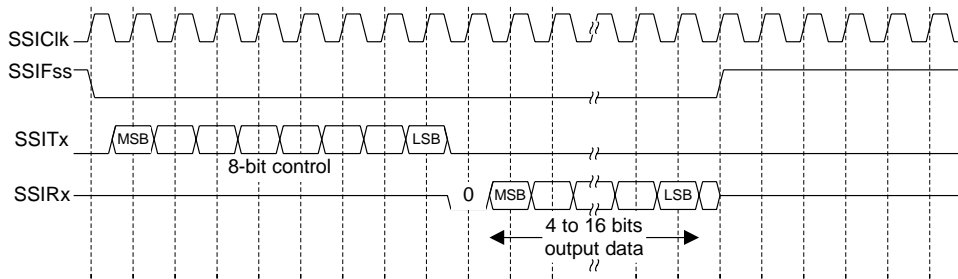 SSIClk
SSIFss
SSITx
MSB
LSB
8-bit control
SSIRx
0
MSB
LSB
4 to 16 bits
output data